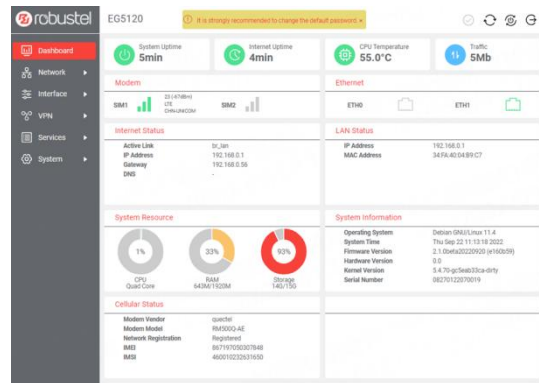 robustel
EG5120
It is strongly recommended to change the default password.
Dashboard
Network
Interface
VPN
Services
System
System Uptime
5min
Internet Uptime
4min
CPU Temperature
55.0°C
Traffic
5Mb
Modem
SIM1
LTE
CHN-UNICOM
SIM2
Ethernet
ETH0
ETH1
Internet Status
Active Link br_lan
IP Address 192.168.0.1
Gateway 192.168.0.56
DNS -
LAN Status
IP Address 192.168.0.1
MAC Address 34:FA:40:04:B9:C7
System Resource
1%
CPU
Quad Core
33%
RAM
643M/1920M
93%
Storage
14G/15G
System Information
Operating System Debian GNU/Linux 11.4
System Time Thu Sep 22 11:13:18 2022
Firmware Version 2.1.0beta20220920 (e160b59)
Hardware Version 0.0
Kernel Version 5.4.70-gc5eab33ca-dirty
Serial Number 08270122070019
Cellular Status
Modem Vendor quectel
Modem Model RM500Q-AE
Network Registration Registered
IMEI 867197050307848
IMSI 460010232631650